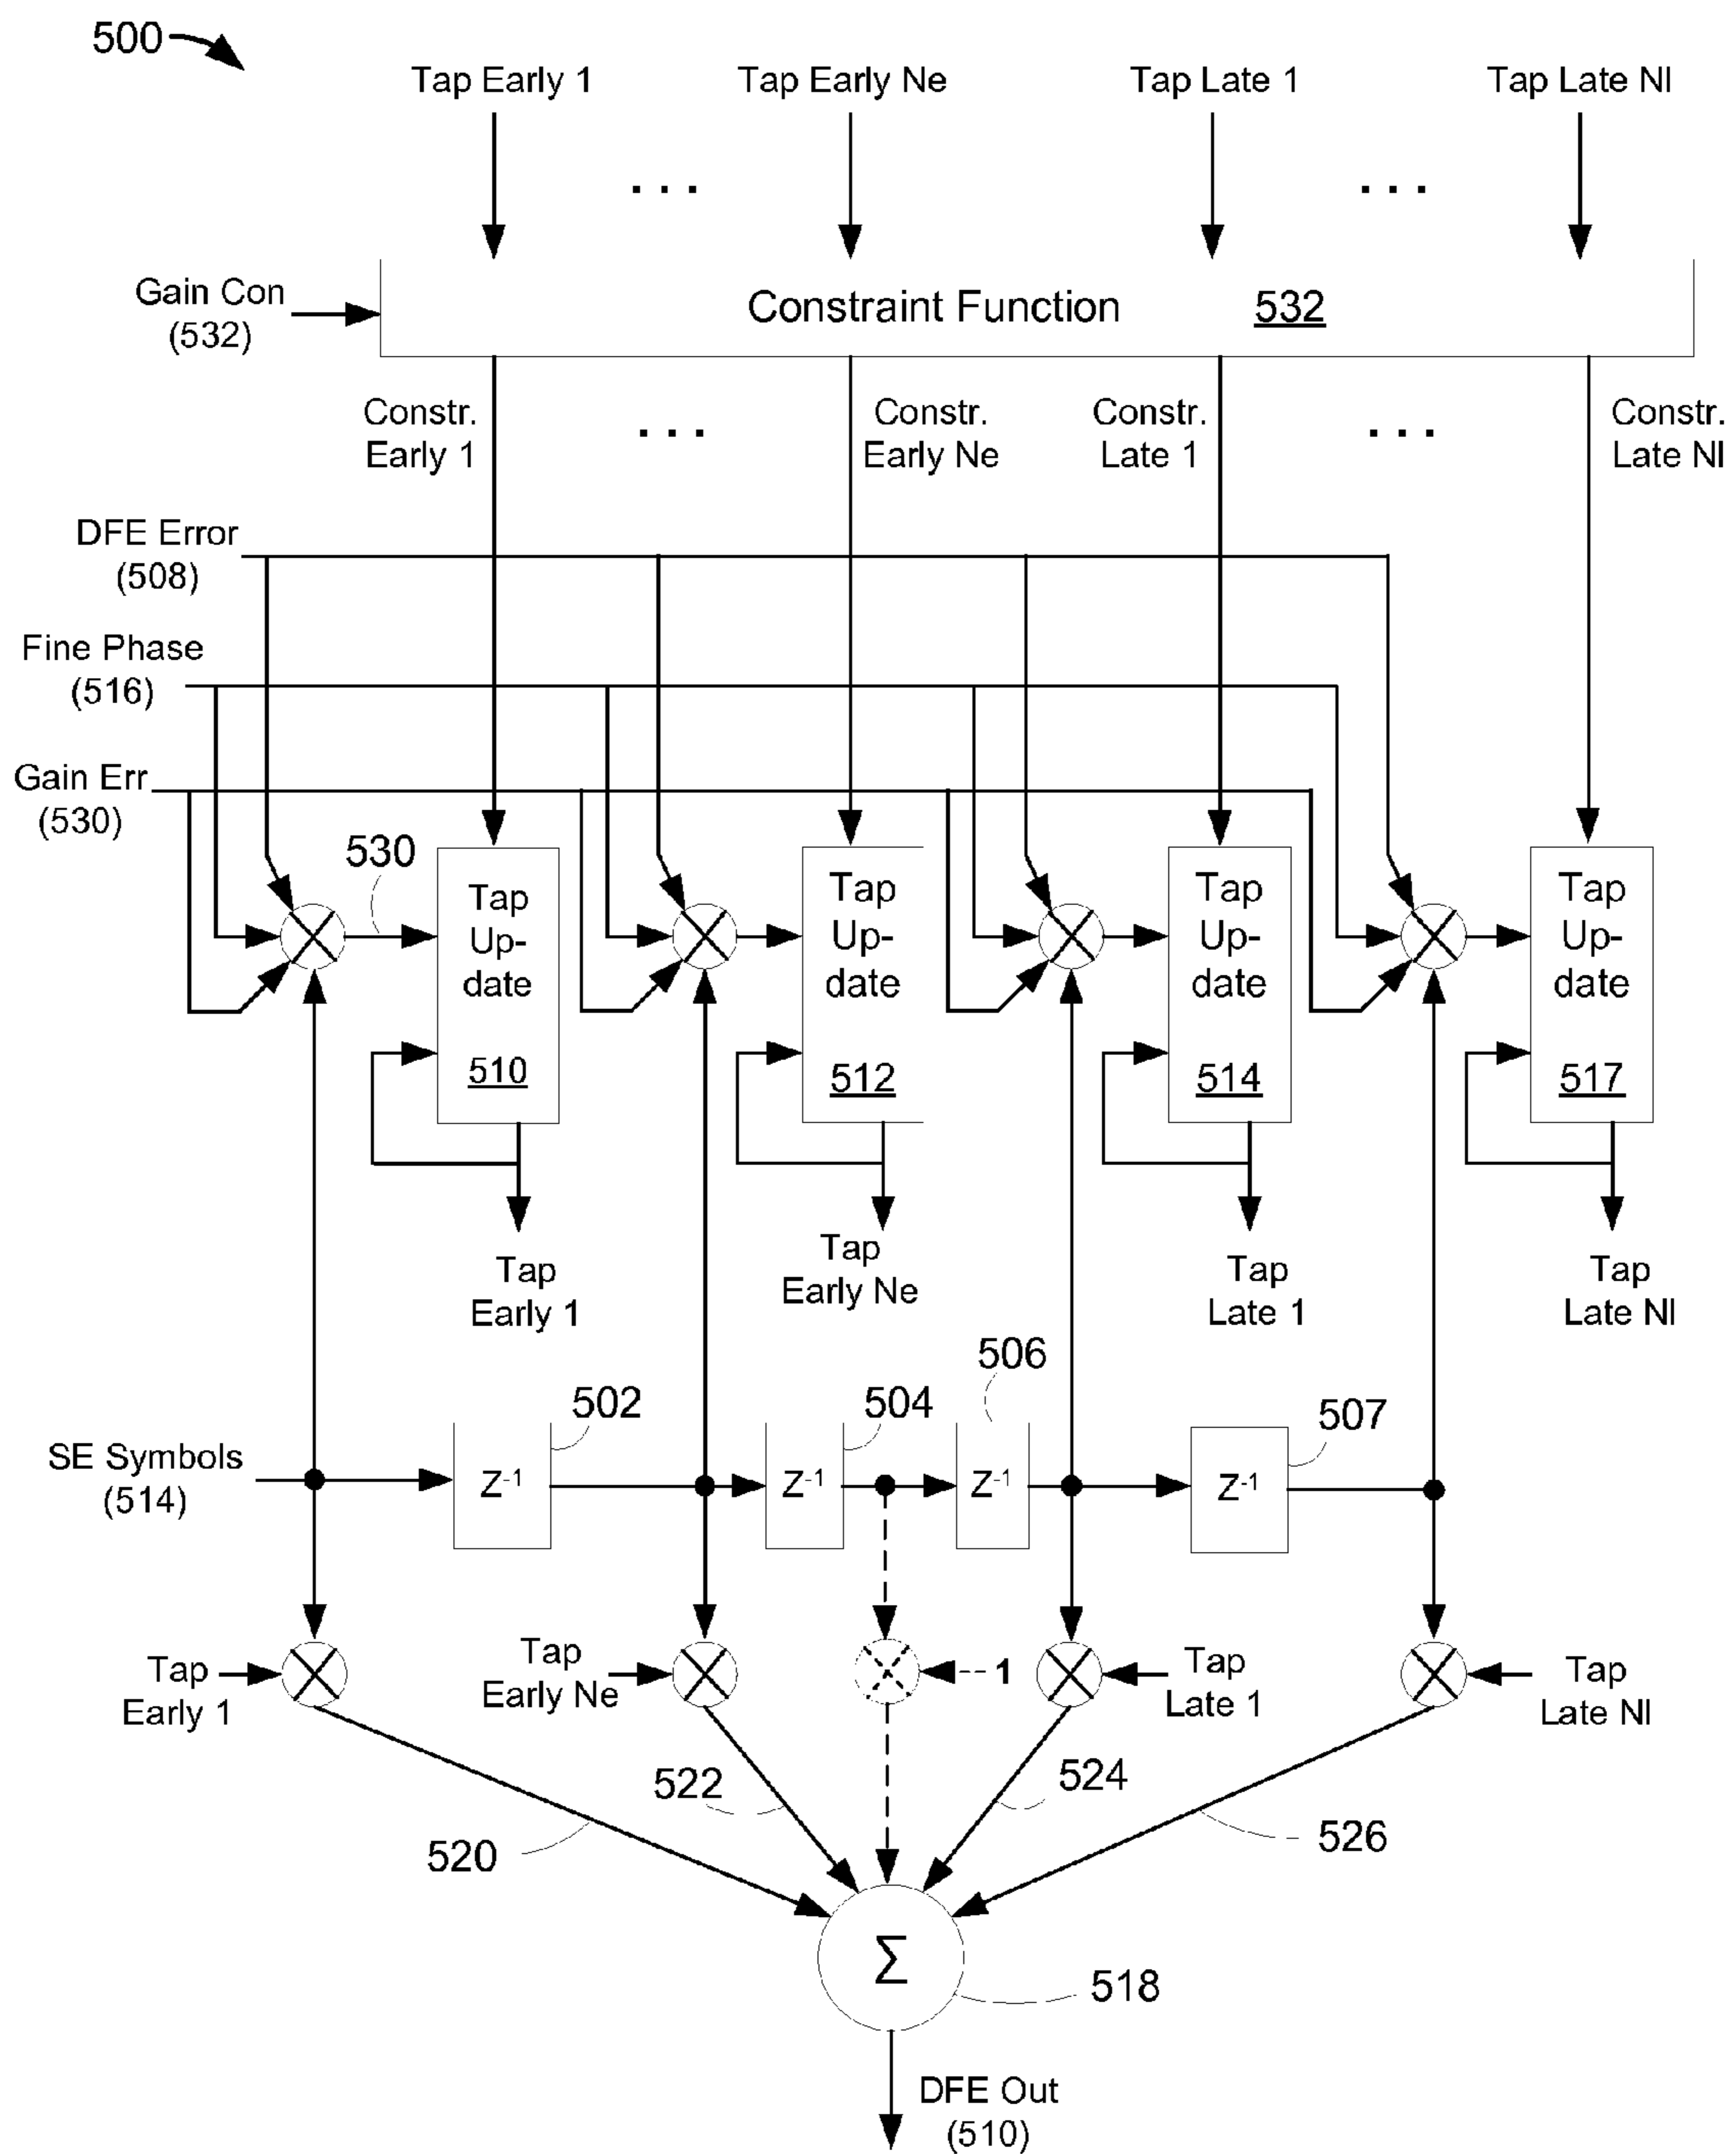 500
Tap Early 1
Tap Early Ne
Tap Late 1
Tap Late Nl
. . .
. . .
Gain Con
(532)
Constraint Function 532
Constr.
Early 1
. . .
Constr.
Early Ne
Constr.
Late 1
. . .
Constr.
Late Nl
DFE Error
(508)
Fine Phase
(516)
Gain Err
(530)
530
Tap
Up-
date
510
Tap
Up-
date
512
Tap
Up-
date
514
Tap
Up-
date
517
Tap
Early 1
Tap
Early Ne
Tap
Late 1
Tap
Late Nl
SE Symbols
(514)
Z-1
502
Z-1
504
Z-1
506
Z-1
507
Tap
Early 1
Tap
Early Ne
1
Tap
Late 1
Tap
Late Nl
520
522
524
526
Σ
518
DFE Out
(510)